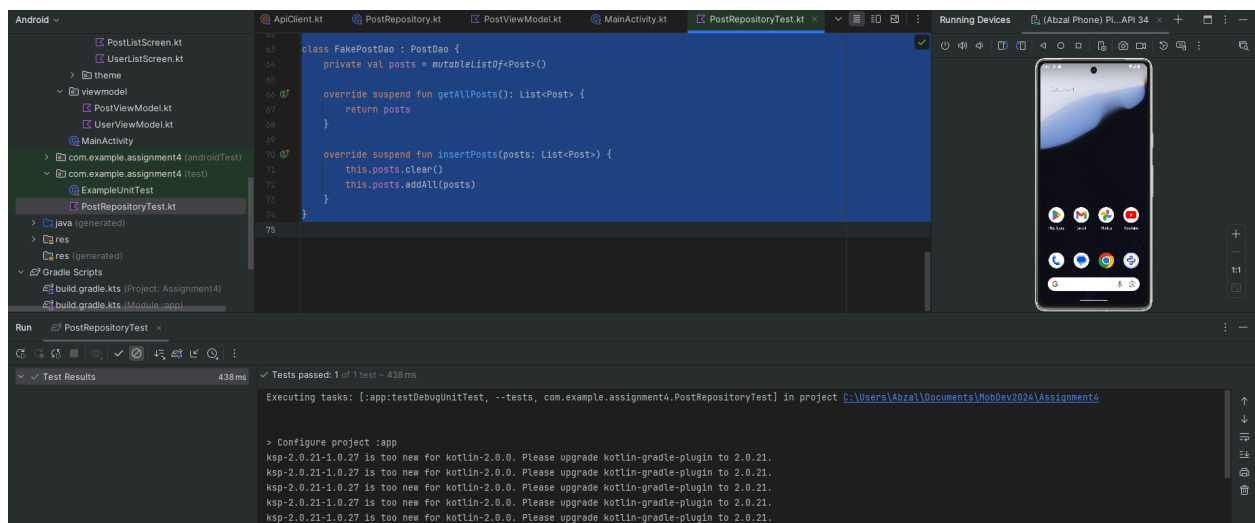 Android
ApiClient.kt
PostRepository.kt
PostViewModel.kt
MainActivity.kt
PostRepositoryTest.kt
Running Devices
(Abzal Phone) Pi...API 34
PostListScreen.kt
UserListScreen.kt
theme
viewmodel
PostViewModel.kt
UserViewModel.kt
MainActivity
com.example.assignment4 (androidTest)
com.example.assignment4 (test)
ExampleUnitTest
PostRepositoryTest.kt
java (generated)
res
res (generated)
Gradle Scripts
build.gradle.kts (Project: Assignment4)
build.gradle.kts (Module :app)
62
63 class FakePostDao : PostDao {
64 private val posts = mutableListOf<Post>()
65
66 override suspend fun getAllPosts(): List<Post> {
67 return posts
68 }
69
70 override suspend fun insertPosts(posts: List<Post>) {
71 this.posts.clear()
72 this.posts.addAll(posts)
73 }
74 }
75
1:1
Run
PostRepositoryTest
Test Results 438 ms
Tests passed: 1 of 1 test – 438 ms
Executing tasks: [:app:testDebugUnitTest, --tests, com.example.assignment4.PostRepositoryTest] in project C:\Users\Abzal\Documents\MobDev2024\Assignment4
> Configure project :app
ksp-2.0.21-1.0.27 is too new for kotlin-2.0.0. Please upgrade kotlin-gradle-plugin to 2.0.21.
ksp-2.0.21-1.0.27 is too new for kotlin-2.0.0. Please upgrade kotlin-gradle-plugin to 2.0.21.
ksp-2.0.21-1.0.27 is too new for kotlin-2.0.0. Please upgrade kotlin-gradle-plugin to 2.0.21.
ksp-2.0.21-1.0.27 is too new for kotlin-2.0.0. Please upgrade kotlin-gradle-plugin to 2.0.21.
ksp-2.0.21-1.0.27 is too new for kotlin-2.0.0. Please upgrade kotlin-gradle-plugin to 2.0.21.